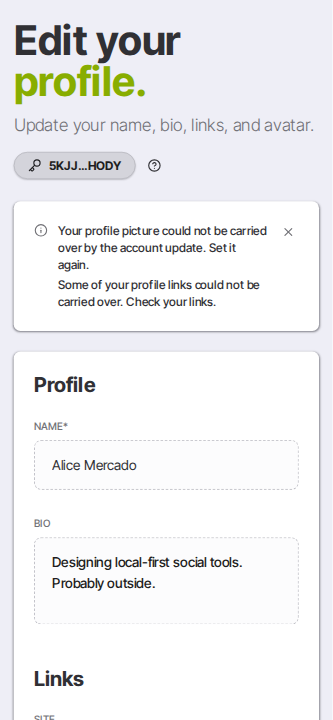 Edit your
profile.
Update your name, bio, links, and avatar.
5KJJ...HODY
Your profile picture could not be carried
over by the account update. Set it
again.
Some of your profile links could not be
carried over. Check your links.
Profile
NAME*
Alice Mercado
BIO
Designing local-first social tools.
Probably outside.
Links
SITE